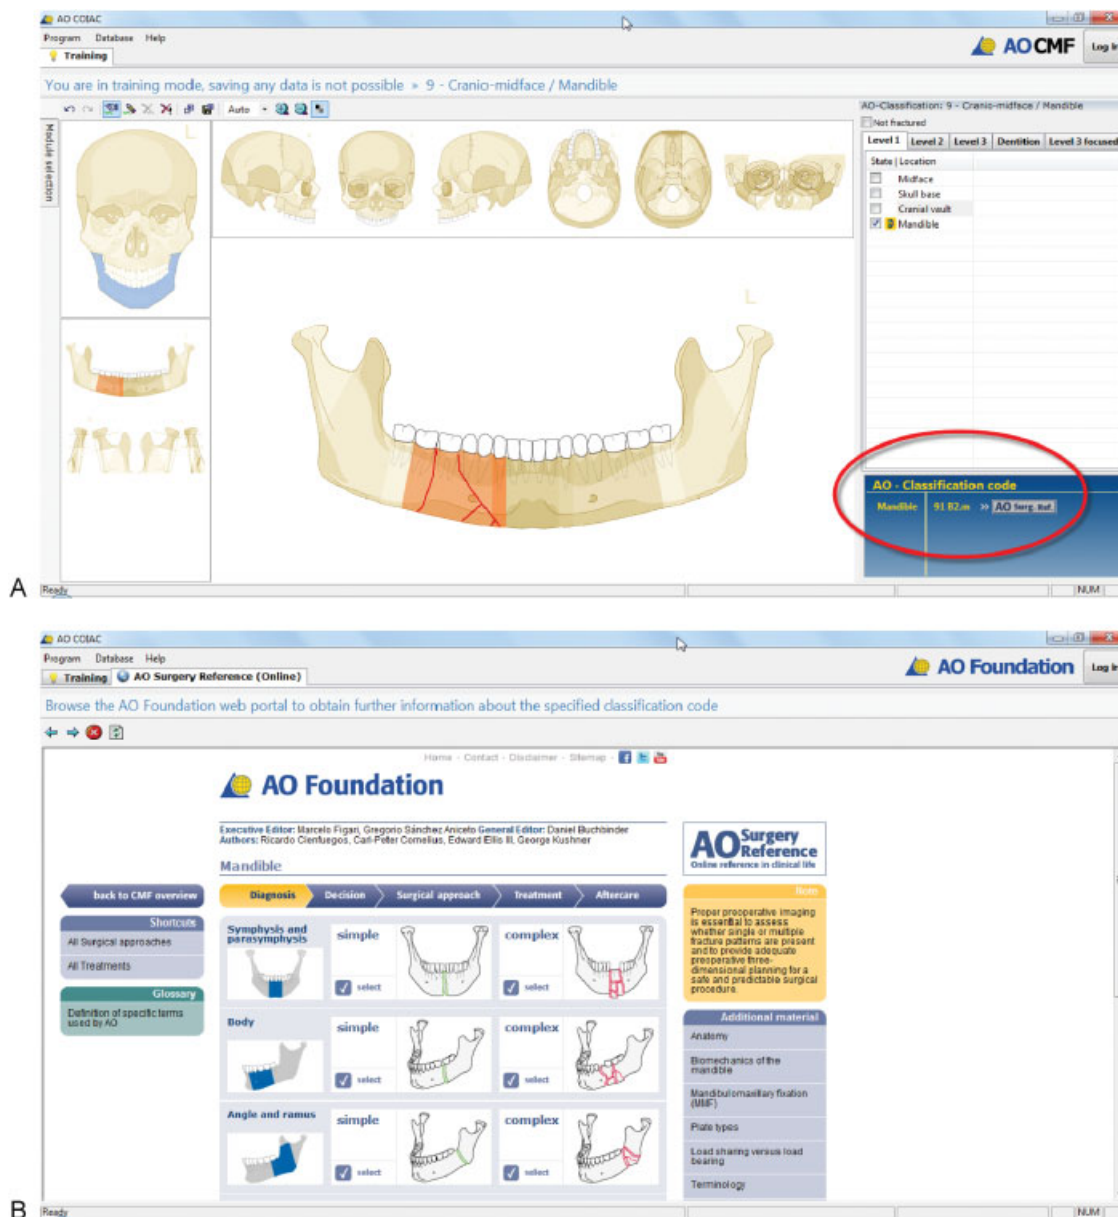 AO COIAC
Program Database Help
Training
AO CMF
Log In
You are in training mode, saving any data is not possible » 9 - Cranio-midface / Mandible
Auto
Module selection
L
L
AO-Classification: 9 - Cranio-midface / Mandible
Not fractured
Level 1 Level 2 Level 3 Dentition Level 3 focused
State Location
Midface
Skull base
Cranial vault
Mandible
AO - Classification code
Mandible 91 B2.m >> AO Surg. Ref.
A
Ready
NUM
AO COIAC
Program Database Help
Training AO Surgery Reference (Online)
AO Foundation
Log In
Browse the AO Foundation web portal to obtain further information about the specified classification code
Home - Contact - Disclaimer - Sitemap -
AO Foundation
Executive Editor: Marcelo Figari, Gregorio Sánchez Aniceto General Editor: Daniel Buchbinder
Authors: Ricardo Cienfuegos, Carl-Peter Cornelius, Edward Ellis III, George Kushner
Mandible
back to CMF overview
Shortcuts
All Surgical approaches
All Treatments
Glossary
Definition of specific terms
used by AO
Diagnosis Decision Surgical approach Treatment Aftercare
Symphysis and
parasymphysis
simple
select
complex
select
Body
simple
select
complex
select
Angle and ramus
simple
select
complex
select
AO Surgery
Reference
Online reference in clinical life
Proper preoperative imaging
is essential to assess
whether single or multiple
fracture patterns are present
and to provide adequate
preoperative three-
dimensional planning for a
safe and predictable surgical
procedure.
Additional material
Anatomy
Biomechanics of the
mandible
Mandibulomaxillary fixation
(MMF)
Plate types
Load sharing versus load
bearing
Terminology
B
Ready
NUM